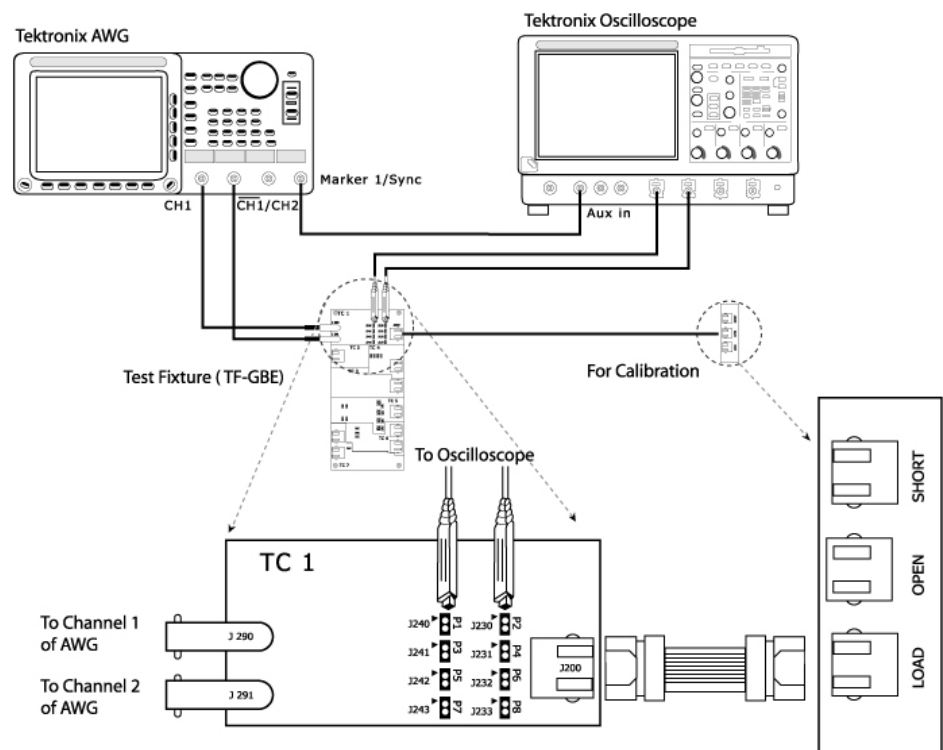 Tektronix AWG
Tektronix Oscilloscope
Marker 1/Sync
CH1
CH1/CH2
Aux in
TC 1
Test Fixture ( TF-GBE)
For Calibration
To Oscilloscope
TC 1
To Channel 1
of AWG
J 290
To Channel 2
of AWG
J 291
J240 P1 J230 P2
J241 P3 J231 P4
J242 P5 J232 P6
J243 P7 J233 P8
J200
SHORT
OPEN
LOAD